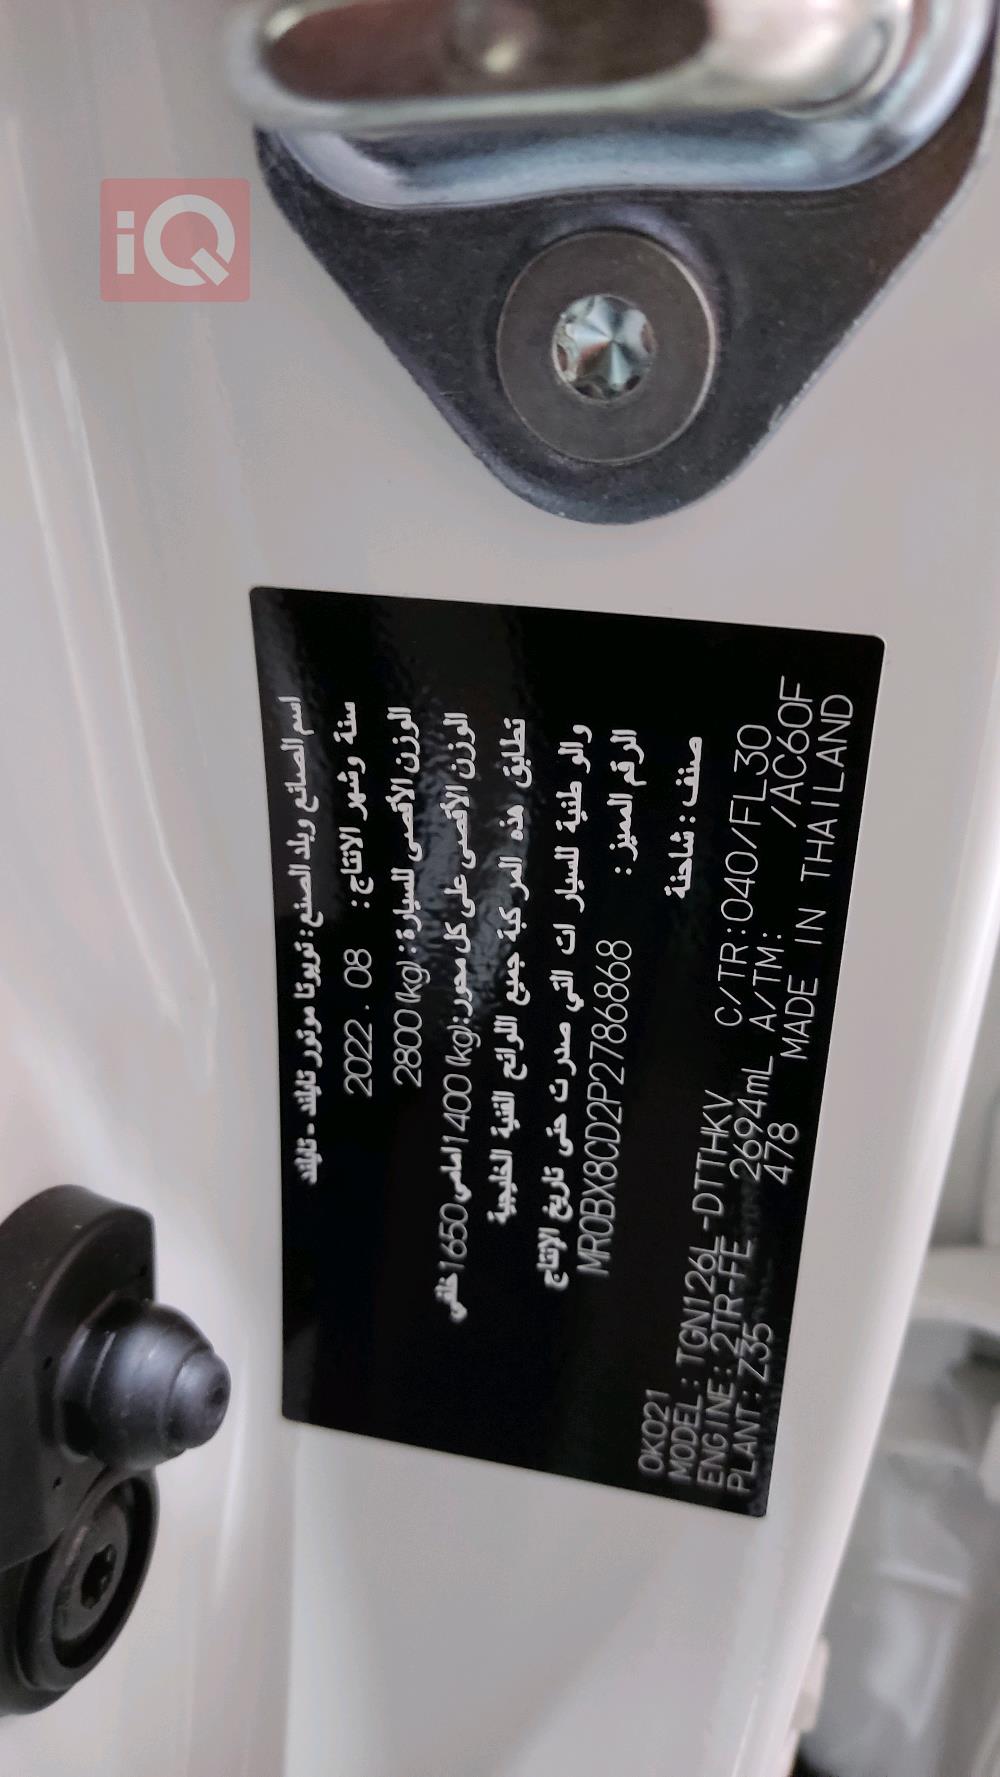 iQ
اسم الصانع وبلد الصنع: تويوتا موتور تايلند - تايلند
سنة وشهر الانتاج: 2022 . 08
الوزن الأقصى للسيارة: (kg) 2800
الوزن الأقصى على كل محور: (kg) 1400 امامي 1650 خلفي
تطابق هذه المركبة جميع اللوائح الفنية الخليجية
والوطنية للسيارات التي صدرت حتى تاريخ الإنتاج
الرقم المميز: MR0BX8CD2P2786868
صنف: شاحنة
0K021
MODEL: TGN126L-DTTHKV C/TR:040/FL30
ENGINE: 2TR-FE 2694mL A/TM: /AC60F
PLANT: Z35 478 MADE IN THAILAND